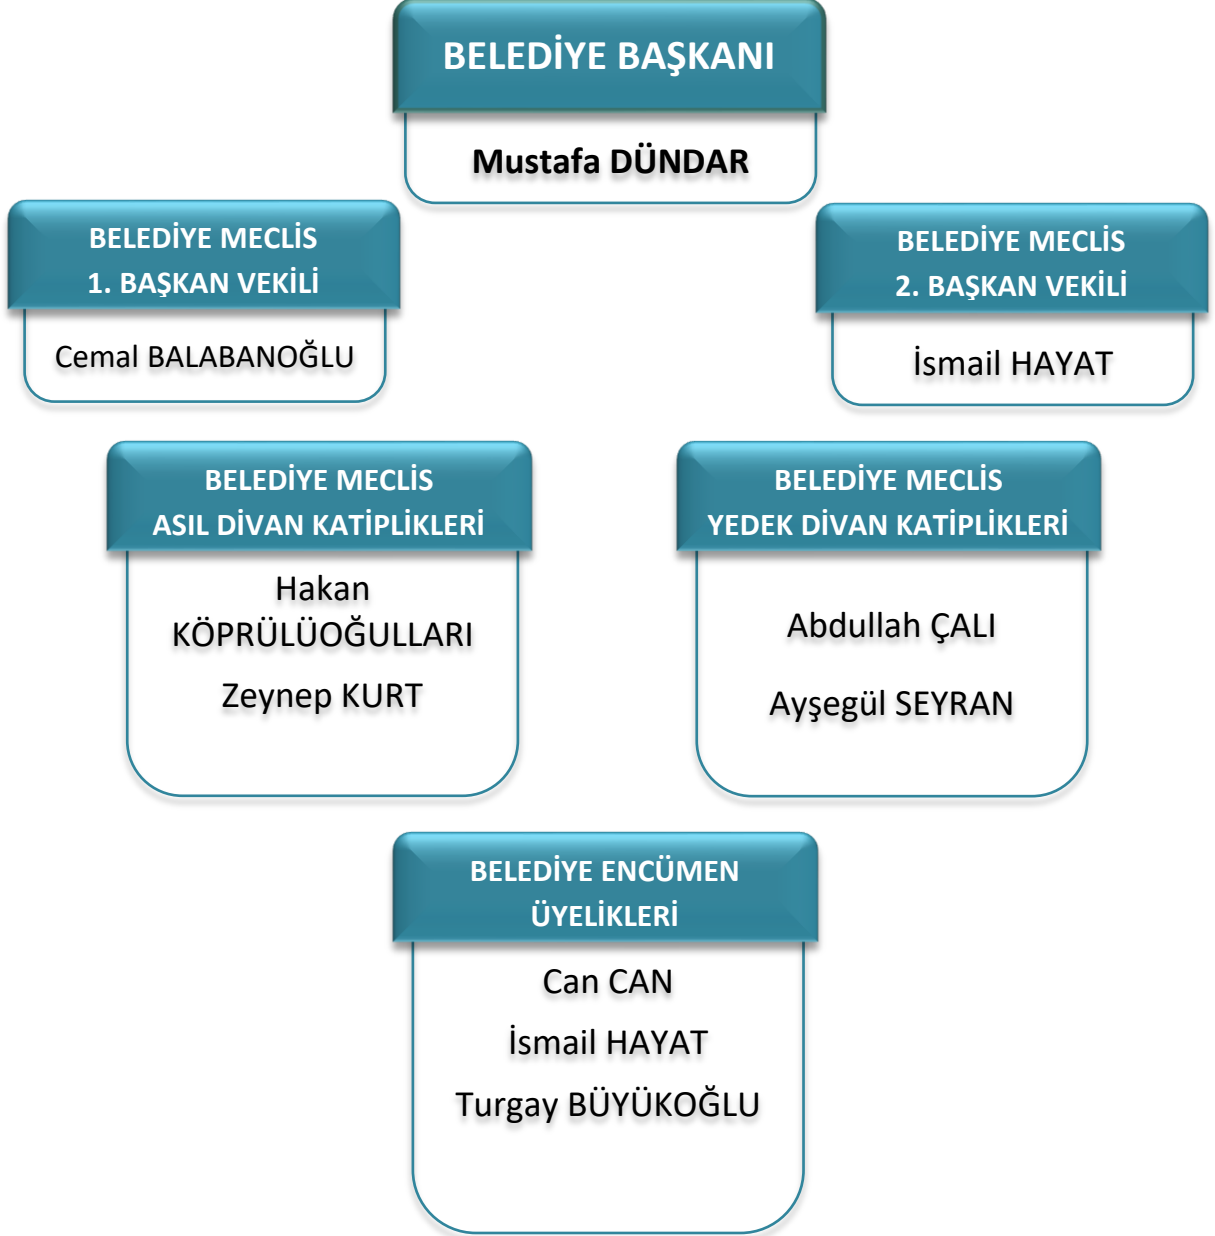 BELEDİYE BAŞKANI
Mustafa DÜNDAR
BELEDİYE MECLİS
1. BAŞKAN VEKİLİ
Cemal BALABANOĞLU
BELEDİYE MECLİS
2. BAŞKAN VEKİLİ
İsmail HAYAT
BELEDİYE MECLİS
ASIL DİVAN KATİPLİKLERİ
Hakan
KÖPRÜLÜOĞULLARI
Zeynep KURT
BELEDİYE MECLİS
YEDEK DİVAN KATİPLİKLERİ
Abdullah ÇALI
Ayşegül SEYRAN
BELEDİYE ENCÜMEN
ÜYELİKLERİ
Can CAN
İsmail HAYAT
Turgay BÜYÜKOĞLU